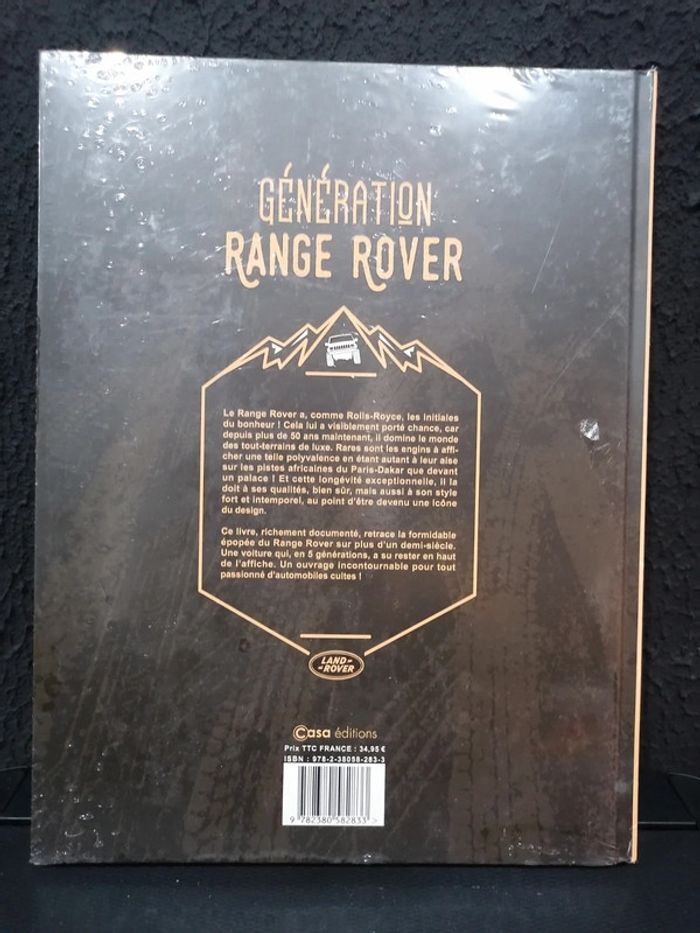 GÉNÉRATION
RANGE ROVER
Le Range Rover a, comme Rolls-Royce, les initiales
du bonheur ! Cela lui a visiblement porté chance, car
depuis plus de 50 ans maintenant, il domine le monde
des tout-terrains de luxe. Rares sont les engins à affi-
cher une telle polyvalence en étant autant à leur aise
sur les pistes africaines du Paris-Dakar que devant
un palace ! Et cette longévité exceptionnelle, il la
doit à ses qualités, bien sûr, mais aussi à son style
fort et intemporel, au point d'être devenu une icône
du design.
Ce livre, richement documenté, retrace la formidable
épopée du Range Rover sur plus d'un demi-siècle.
Une voiture qui, en 5 générations, a su rester en haut
de l'affiche. Un ouvrage incontournable pour tout
passionné d'automobiles cultes !
LAND-
-ROVER
Casa éditions
Prix TTC FRANCE : 34,95 €
ISBN : 978-2-38058-283-3
9 782380 582833 >